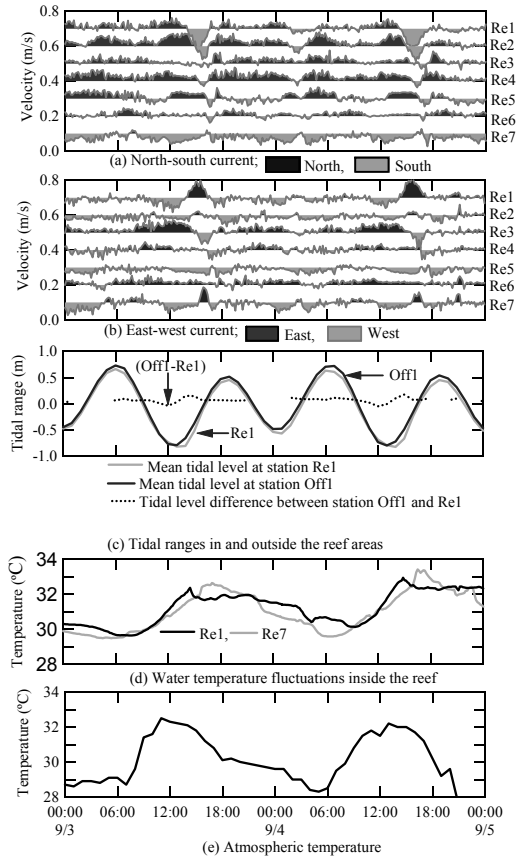 0.8
0.6
0.4
0.2
0.0
Velocity (m/s)
Re1
Re2
Re3
Re4
Re5
Re6
Re7
(a) North-south current; North, South
0.8
0.6
0.4
0.2
0.0
Velocity (m/s)
Re1
Re2
Re3
Re4
Re5
Re6
Re7
(b) East-west current; East, West
1.0
0.5
0.0
-0.5
-1.0
Tidal range (m)
(Off1-Re1)
Off1
Re1
Mean tidal level at station Re1
Mean tidal level at station Off1
Tidal level difference between station Off1 and Re1
(c) Tidal ranges in and outside the reef areas
34
32
30
28
Temperature (ºC)
Re1, Re7
(d) Water temperature fluctuations inside the reef
32
30
28
Temperature (ºC)
00:00 06:00 12:00 18:00 00:00 06:00 12:00 18:00 00:00
9/3 9/4 9/5
(e) Atmospheric temperature